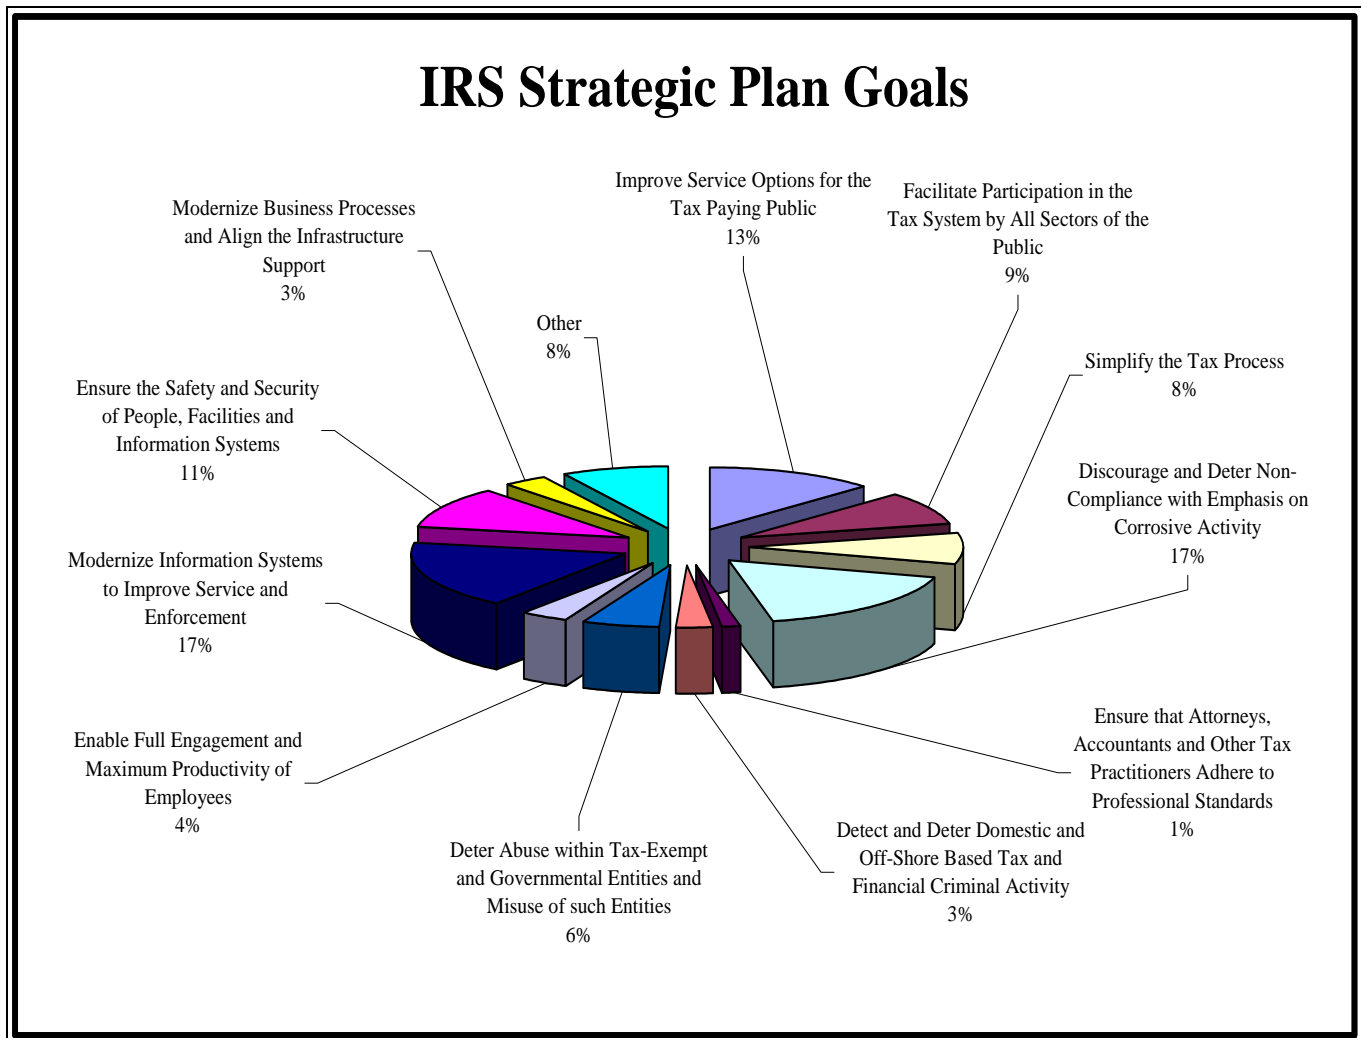 IRS Strategic Plan Goals
Improve Service Options for the
Tax Paying Public
13%
Facilitate Participation in the
Tax System by All Sectors of the
Public
9%
Simplify the Tax Process
8%
Discourage and Deter Non-
Compliance with Emphasis on
Corrosive Activity
17%
Ensure that Attorneys,
Accountants and Other Tax
Practitioners Adhere to
Professional Standards
1%
Detect and Deter Domestic and
Off-Shore Based Tax and
Financial Criminal Activity
3%
Deter Abuse within Tax-Exempt
and Governmental Entities and
Misuse of such Entities
6%
Enable Full Engagement and
Maximum Productivity of
Employees
4%
Modernize Information Systems
to Improve Service and
Enforcement
17%
Ensure the Safety and Security
of People, Facilities and
Information Systems
11%
Modernize Business Processes
and Align the Infrastructure
Support
3%
Other
8%